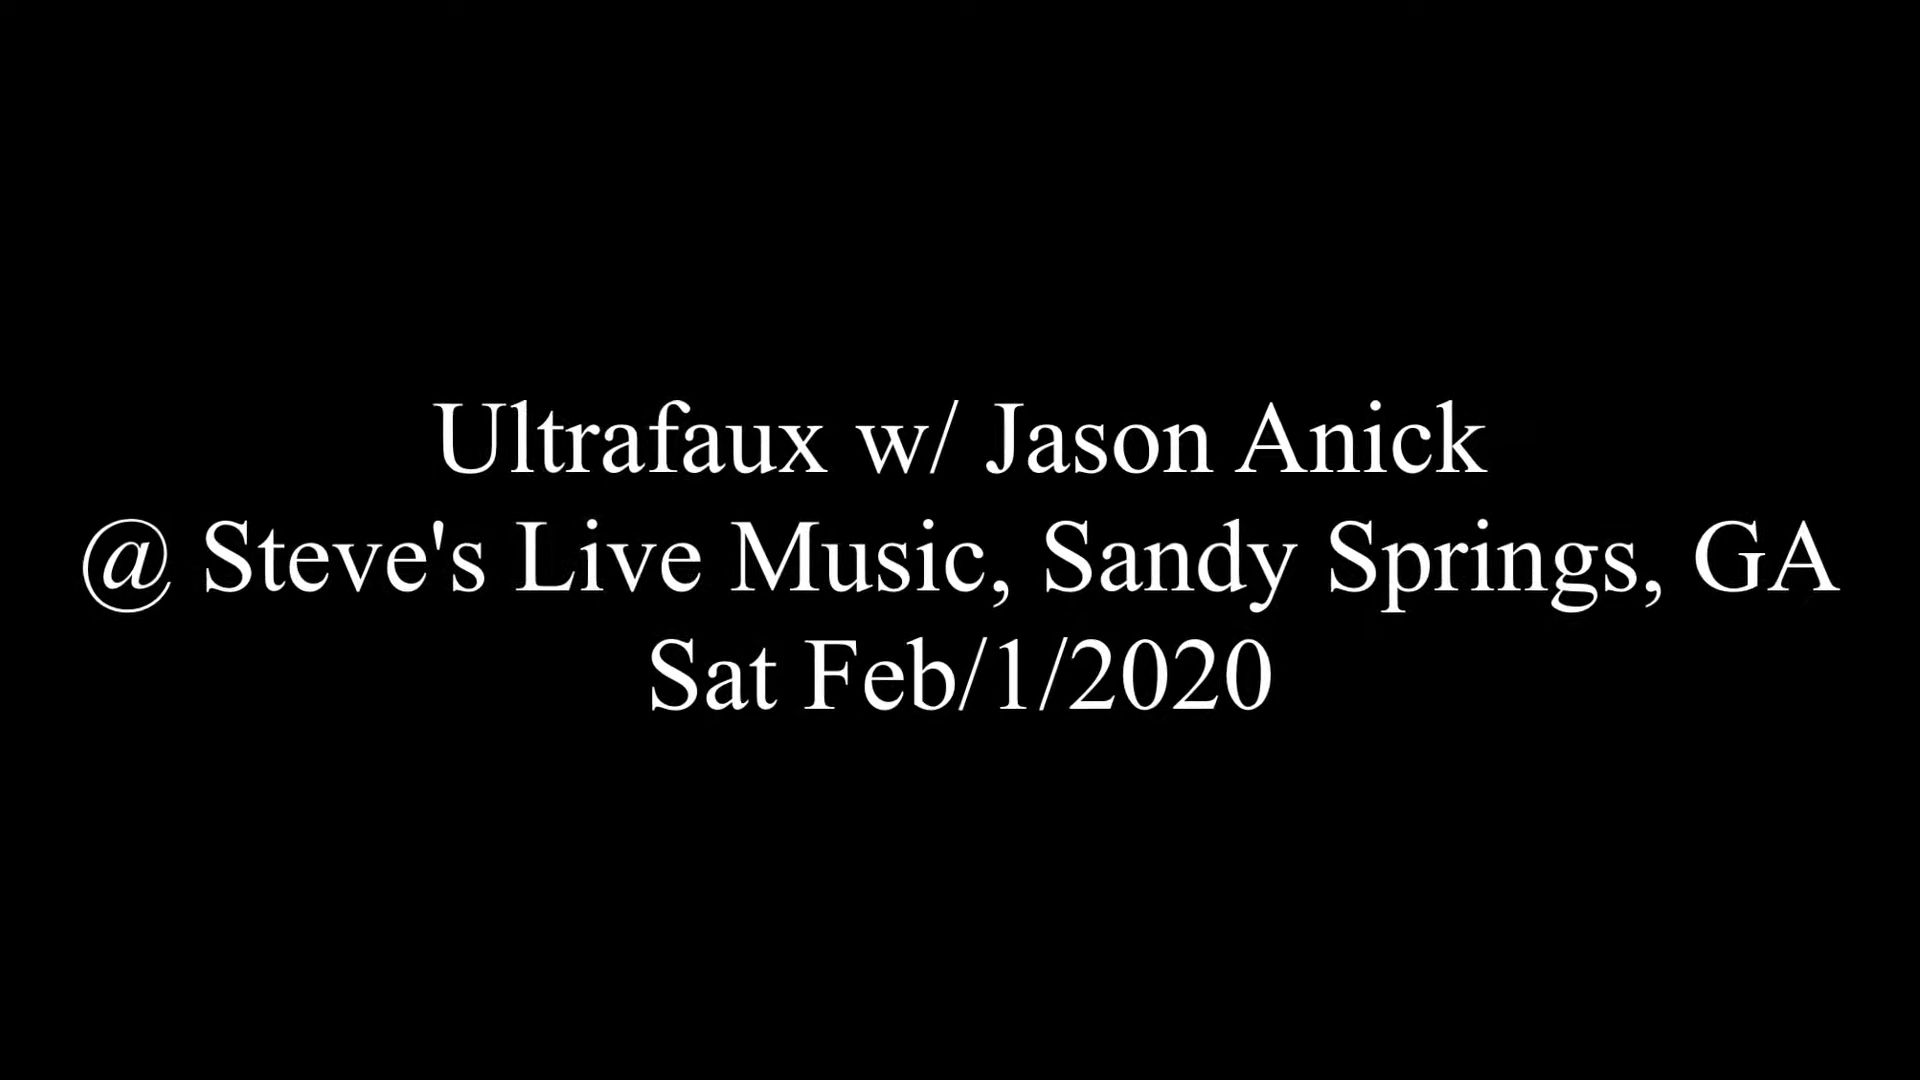 Ultrafaux w/ Jason Anick
@ Steve's Live Music, Sandy Springs, GA
Sat Feb/1/2020